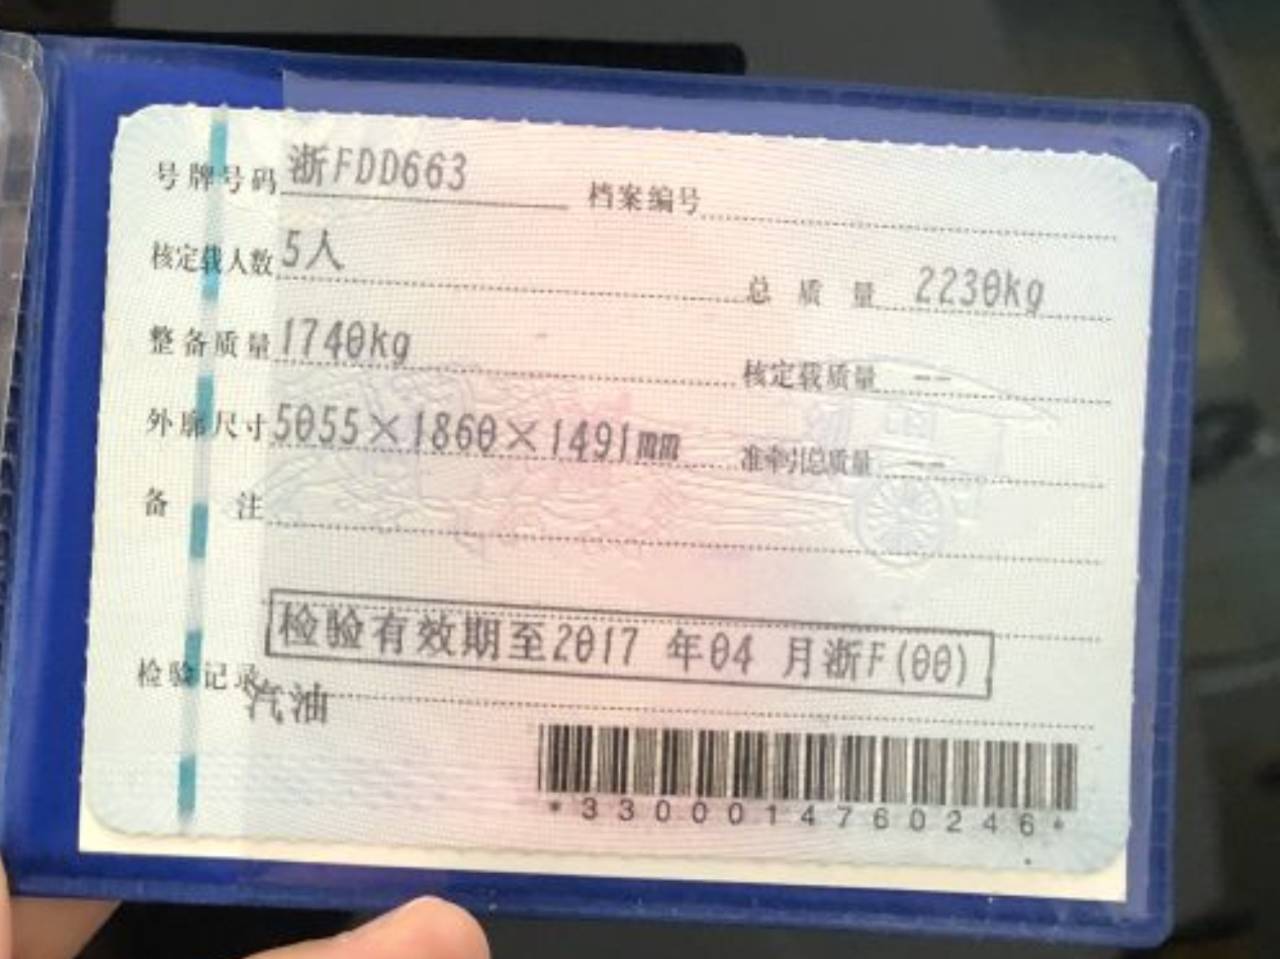 号牌号码 浙FDD663 档案编号
核定载人数 5人 总质量 2230kg
整备质量 1740kg 核定载质量 --
外廓尺寸 5055×1860×1491mm 准牵引总质量 --
备注
检验有效期至2017 年04 月浙F(00)
检验记录
汽油
*3300014760246*